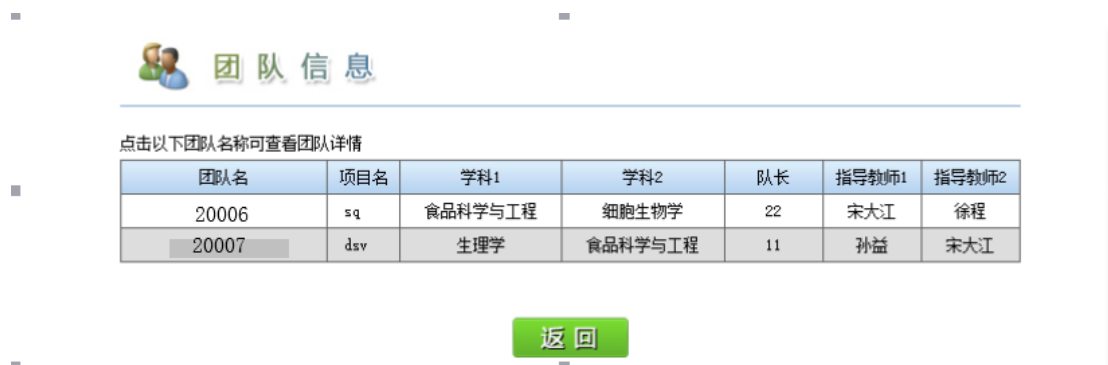 团队信息
点击以下团队名称可查看团队详情
团队名 项目名 学科1 学科2 队长 指导教师1 指导教师2
20006 sq 食品科学与工程 细胞生物学 22 宋大江 徐程
20007 dsv 生理学 食品科学与工程 11 孙益 宋大江
返回